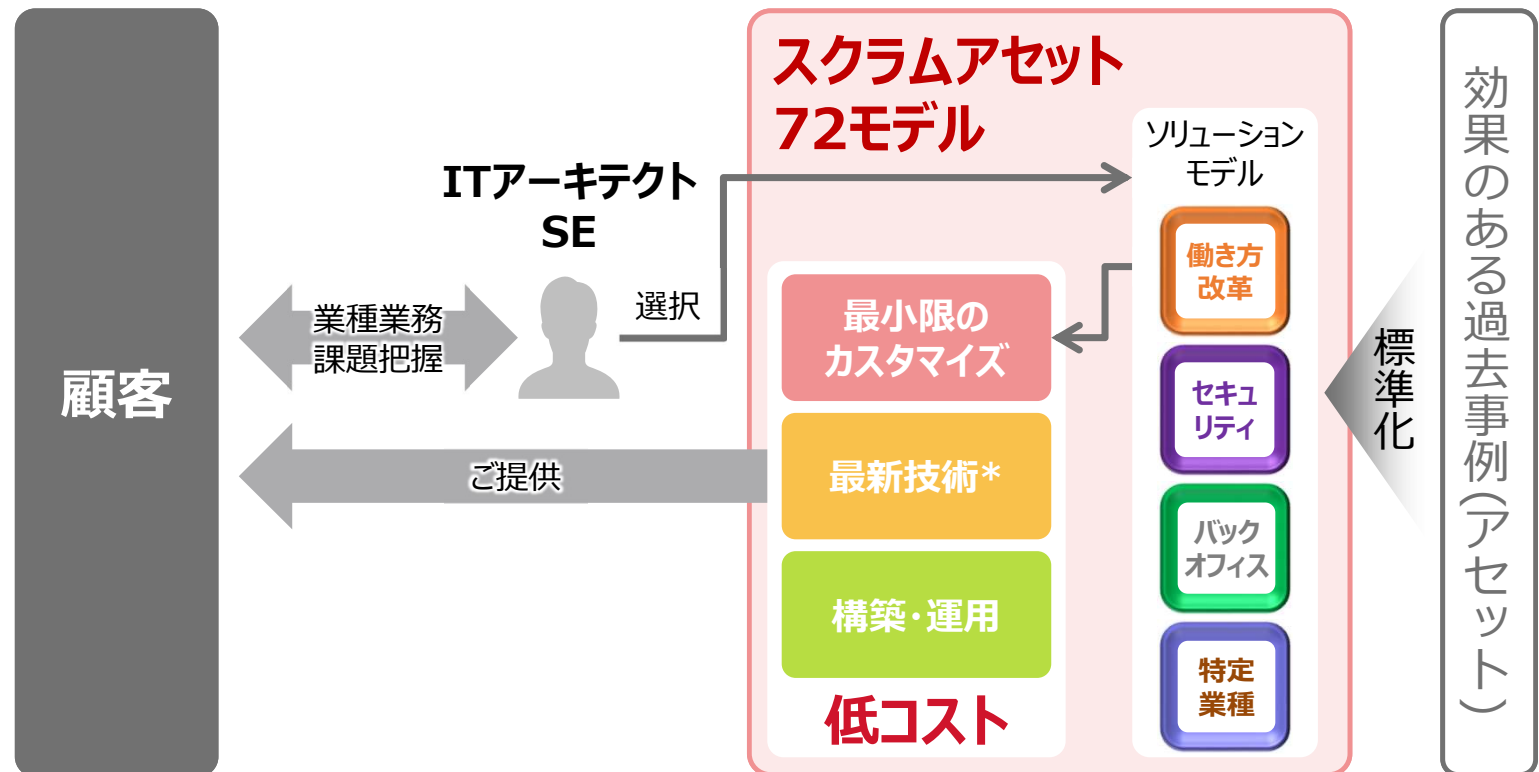 顧客
業種業務
課題把握
ITアーキテクト
SE
選択
ご提供
スクラムアセット
72モデル
最小限の
カスタマイズ
最新技術*
構築・運用
低コスト
ソリューション
モデル
働き方
改革
セキュ
リティ
バック
オフィス
特定
業種
標準化
効果のある過去事例(アセット)